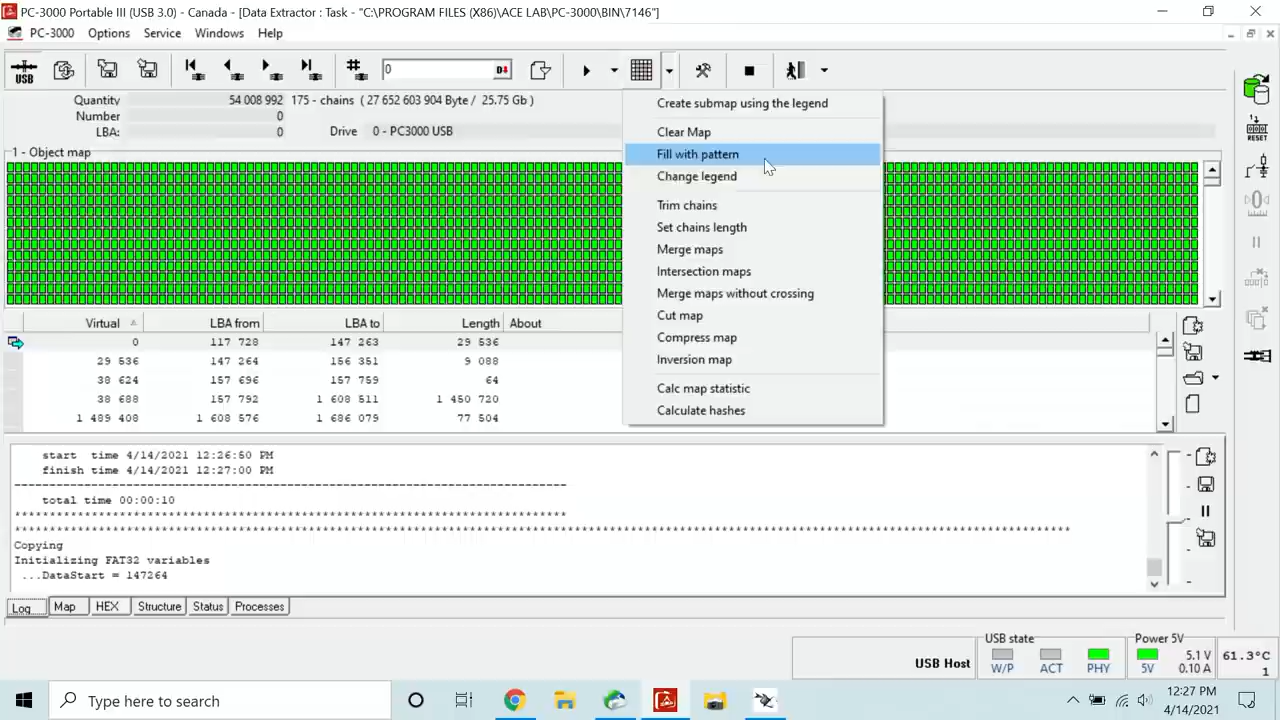 PC-3000 Portable III (USB 3.0) - Canada - [Data Extractor : Task - "C:\PROGRAM FILES (X86)\ACE LAB\PC-3000\BIN\7146"]
PC-3000 Options Service Windows Help
USB 0
Quantity 54 008 992 175 - chains ( 27 652 603 904 Byte / 25.75 Gb )
Number 0
LBA: 0 Drive 0 - PC3000 USB
RESET
1 - Object map
Create submap using the legend
Clear Map
Fill with pattern
Change legend
Trim chains
Set chains length
Merge maps
Intersection maps
Merge maps without crossing
Cut map
Compress map
Inversion map
Calc map statistic
Calculate hashes
Virtual LBA from LBA to Length About
0 117 728 147 263 29 536
29 536 147 264 156 351 9 088
38 624 157 696 157 759 64
38 688 157 792 1 608 511 1 450 720
1 489 408 1 608 576 1 686 079 77 504
start time 4/14/2021 12:26:50 PM
finish time 4/14/2021 12:27:00 PM
total time 00:00:10
Copying
Initializing FAT32 variables
...DataStart = 147264
Log Map HEX Structure Status Processes
USB Host
USB state
W/P ACT PHY
Power 5V
5V 5.1 V
0.10 A
61.3°C
1
Type here to search
12:27 PM
4/14/2021